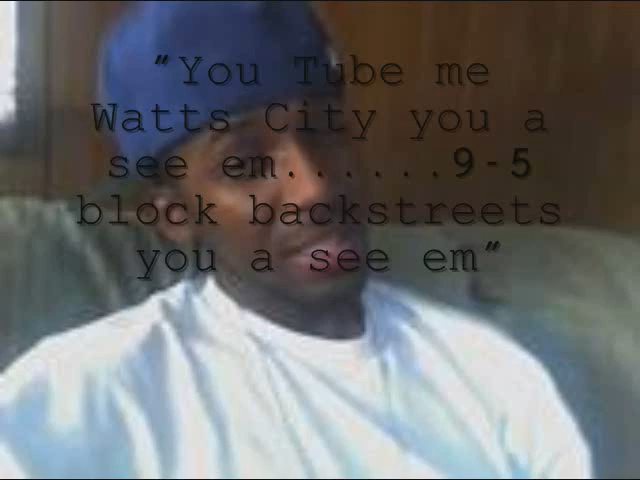 "You Tube me
Watts City you a
see em......9-5
block backstreets
you a see em"